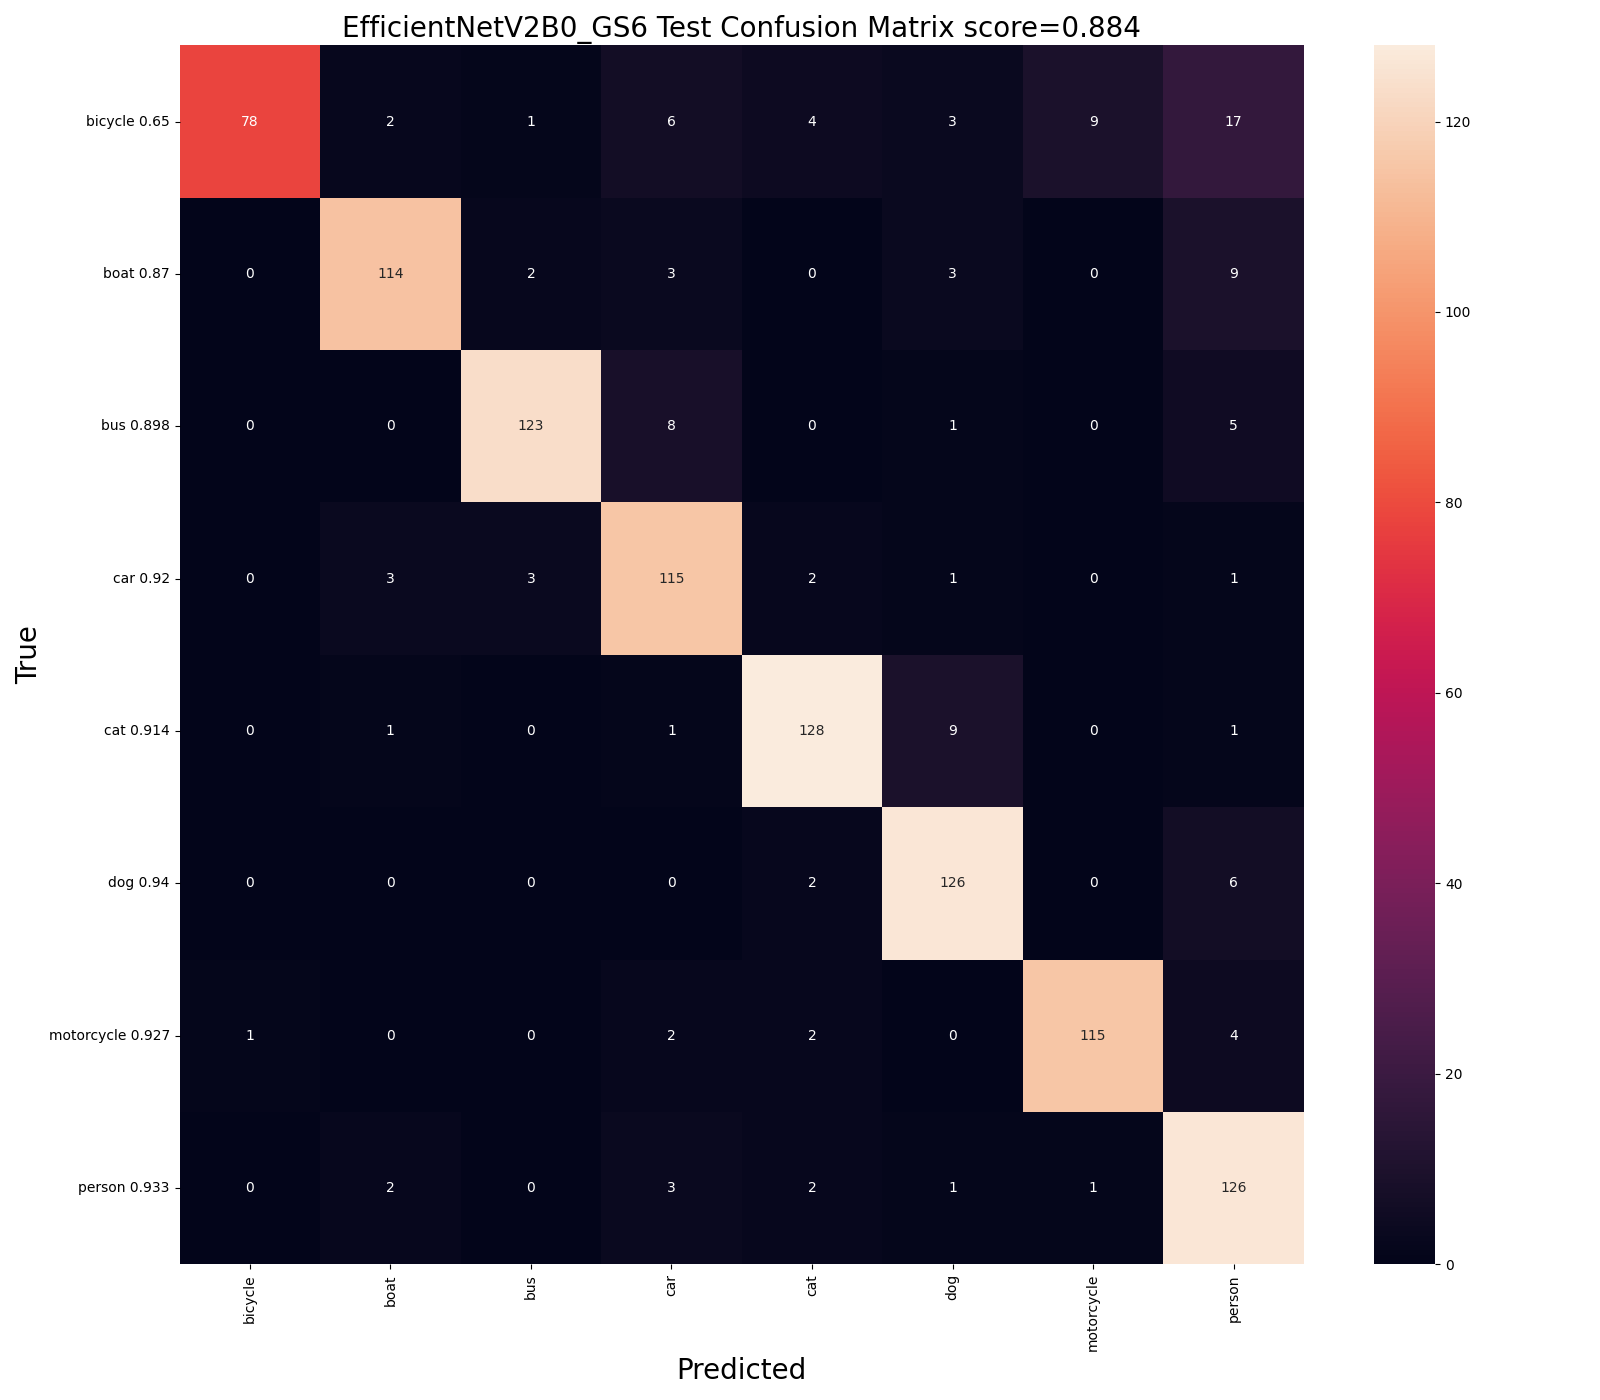 EfficientNetV2B0_GS6 Test Confusion Matrix score=0.884
bicycle 0.65 78 2 1 6 4 3 9 17
boat 0.87 0 114 2 3 0 3 0 9
bus 0.898 0 0 123 8 0 1 0 5
car 0.92 0 3 3 115 2 1 0 1
cat 0.914 0 1 0 1 128 9 0 1
dog 0.94 0 0 0 0 2 126 0 6
motorcycle 0.927 1 0 0 2 2 0 115 4
person 0.933 0 2 0 3 2 1 1 126
True
bicycle boat bus car cat dog motorcycle person
Predicted
120
100
80
60
40
20
0